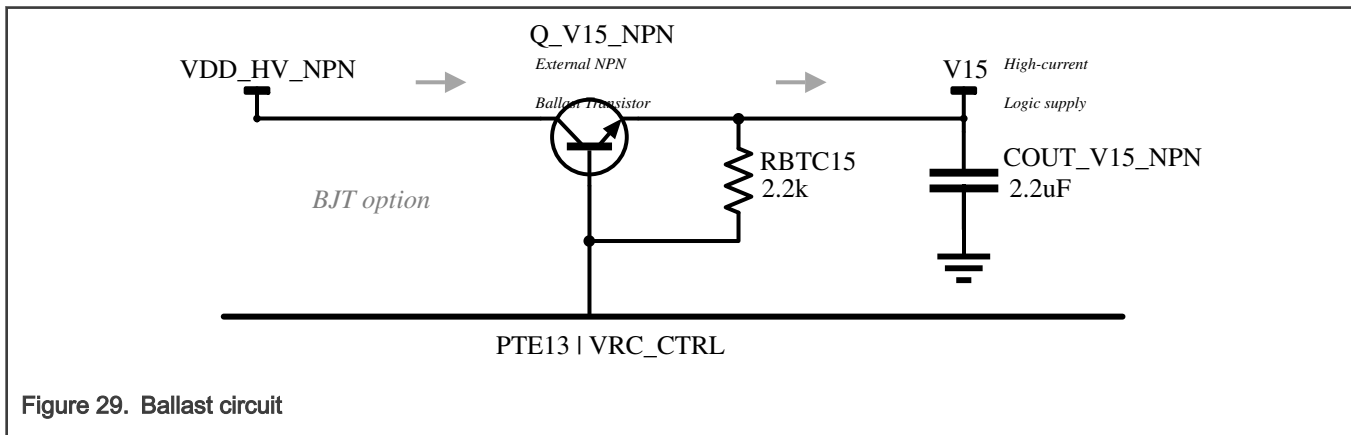 Q_V15_NPN
VDD_HV_NPN
External NPN
Ballast Transistor
V15
High-current
Logic supply
RBTC15
2.2k
COUT_V15_NPN
2.2uF
BJT option
PTE13 | VRC_CTRL
Figure 29. Ballast circuit